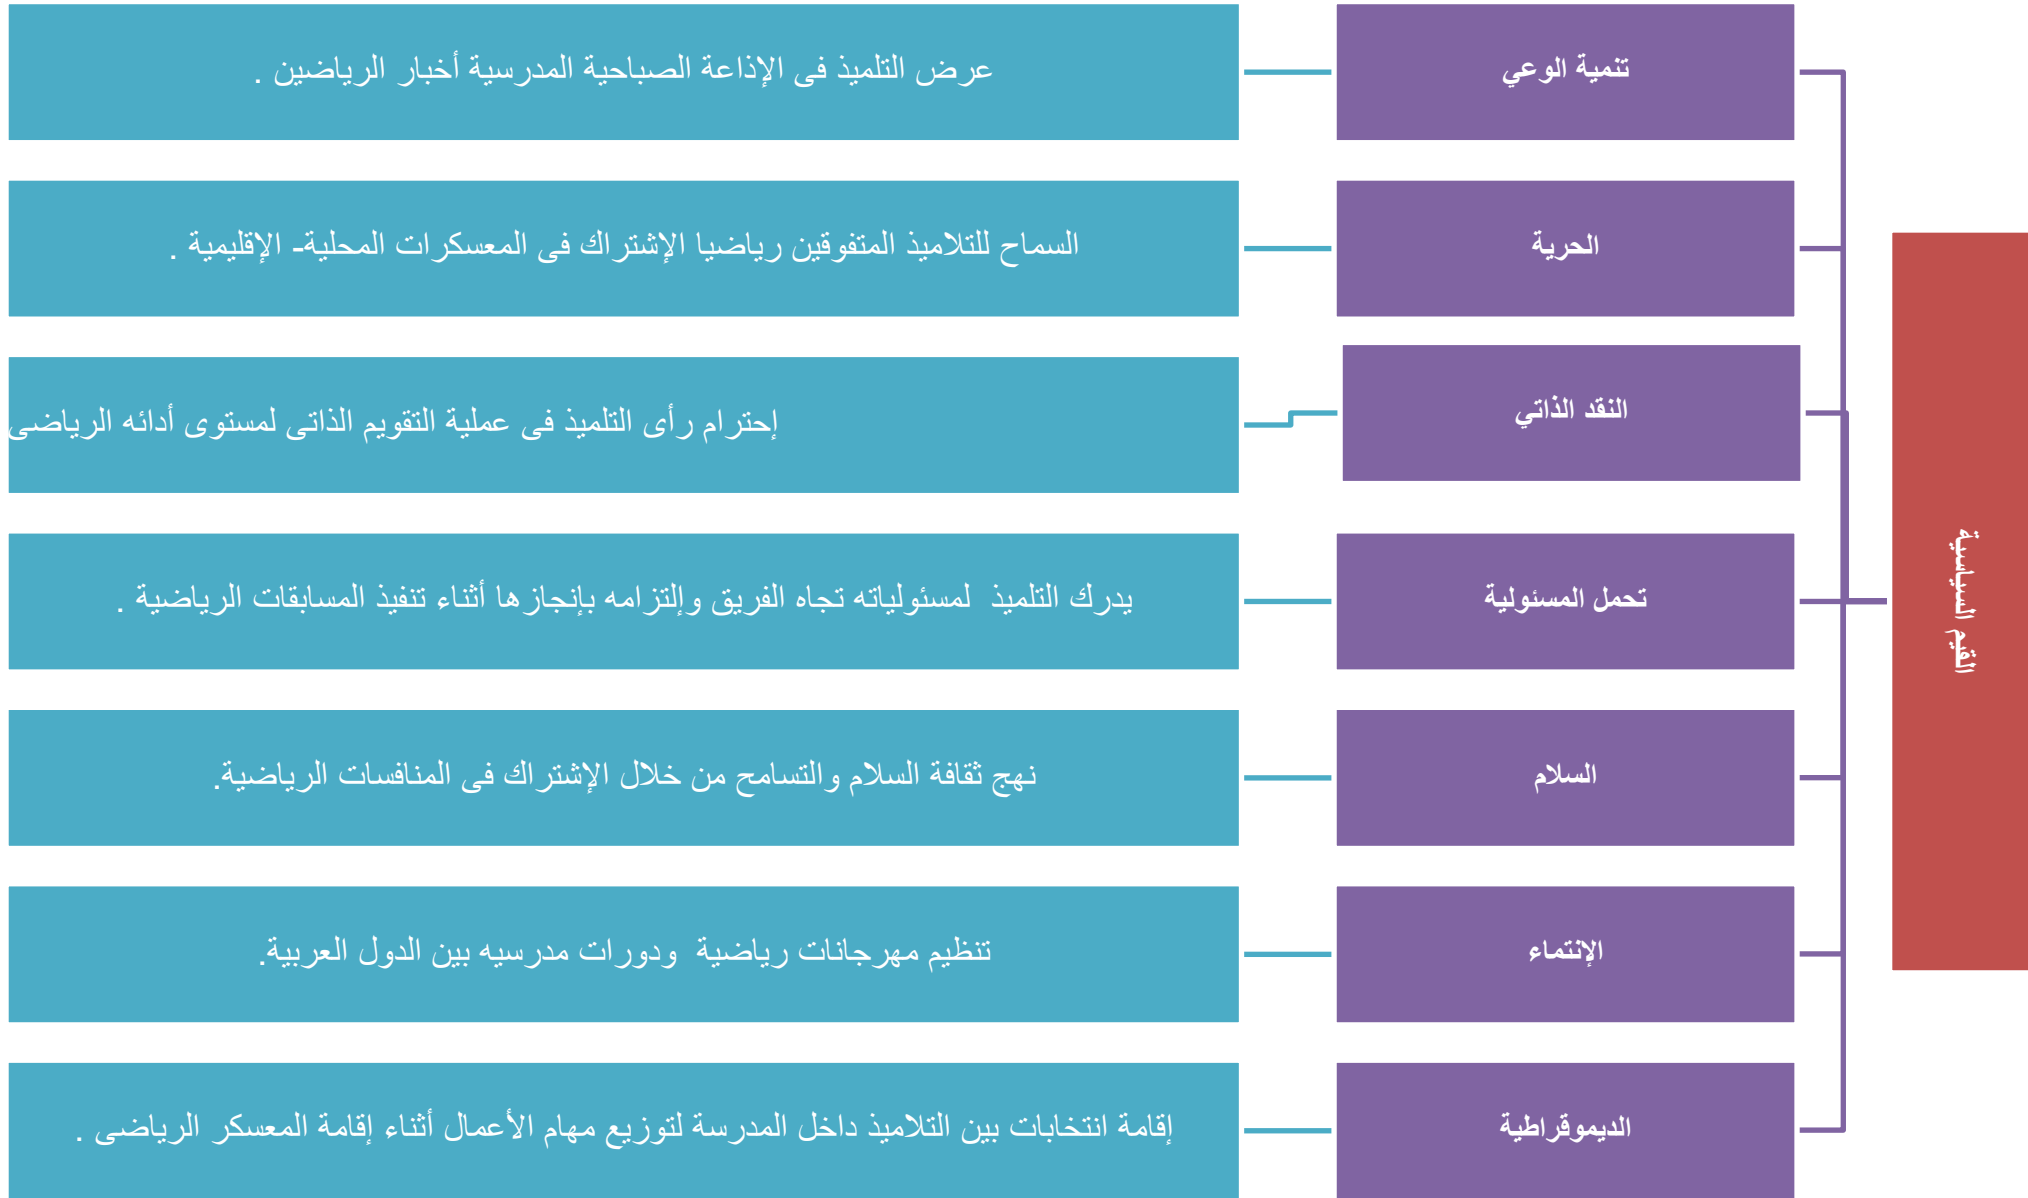 القيم السياسية
تنمية الوعي
عرض التلميذ فى الإذاعة الصباحية المدرسية أخبار الرياضين .
الحرية
السماح للتلاميذ المتفوقين رياضيا الإشتراك فى المعسكرات المحلية- الإقليمية .
النقد الذاتي
إحترام رأى التلميذ فى عملية التقويم الذاتى لمستوى أدائه الرياضى
تحمل المسئولية
يدرك التلميذ لمسئولياته تجاه الفريق وإلتزامه بإنجازها أثناء تنفيذ المسابقات الرياضية .
السلام
نهج ثقافة السلام والتسامح من خلال الإشتراك فى المنافسات الرياضية.
الإنتماء
تنظيم مهرجانات رياضية ودورات مدرسيه بين الدول العربية.
الديموقراطية
إقامة انتخابات بين التلاميذ داخل المدرسة لتوزيع مهام الأعمال أثناء إقامة المعسكر الرياضى .